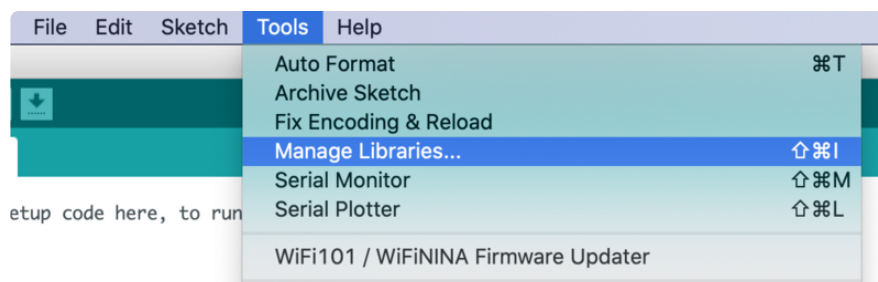 File Edit Sketch Tools Help
Auto Format ⌘T
Archive Sketch
Fix Encoding & Reload
Manage Libraries... ⇧⌘I
Serial Monitor ⇧⌘M
etup code here, to run
Serial Plotter ⇧⌘L
WiFi101 / WiFiNINA Firmware Updater